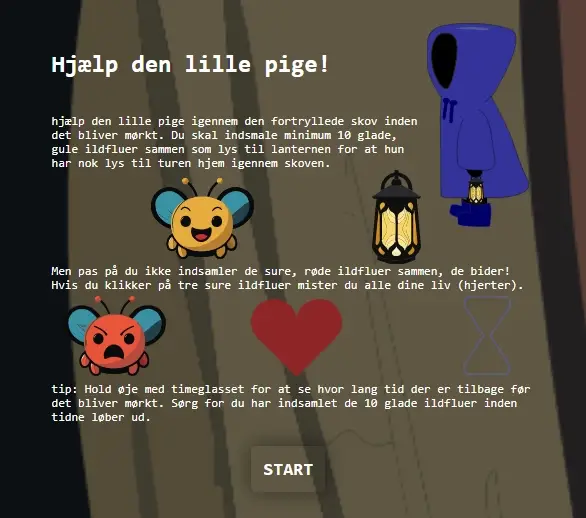 Hjælp den lille pige!
hjælp den lille pige igennem den fortryllede skov inden
det bliver mørkt. Du skal indsmale minimum 10 glade,
gule ildfluer sammen som lys til lanternen for at hun
har nok lys til turen hjem igennem skoven.
Men pas på du ikke indsamler de sure, røde ildfluer sammen, de bider!
Hvis du klikker på tre sure ildfluer mister du alle dine liv (hjerter).
tip: Hold øje med timeglasset for at se hvor lang tid der er tilbage før
det bliver mørkt. Sørg for du har indsamlet de 10 glade ildfluer inden
tidne løber ud.
START